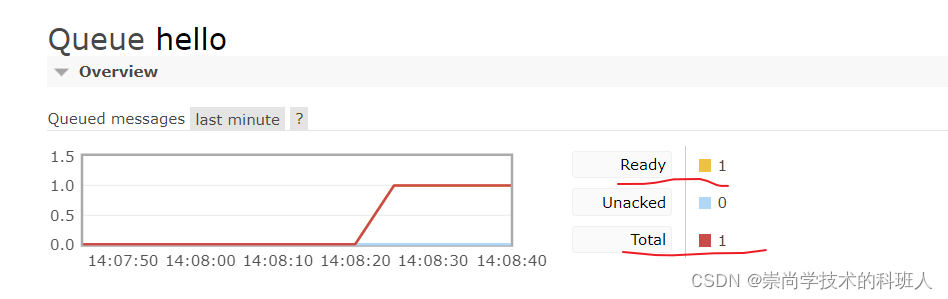 Queue hello
Overview
Queued messages last minute ?
1.5
1.0
0.5
0.0
14:07:50 14:08:00 14:08:10 14:08:20 14:08:30 14:08:40
Ready 1
Unacked 0
Total 1
CSDN @崇尚学技术的科班人